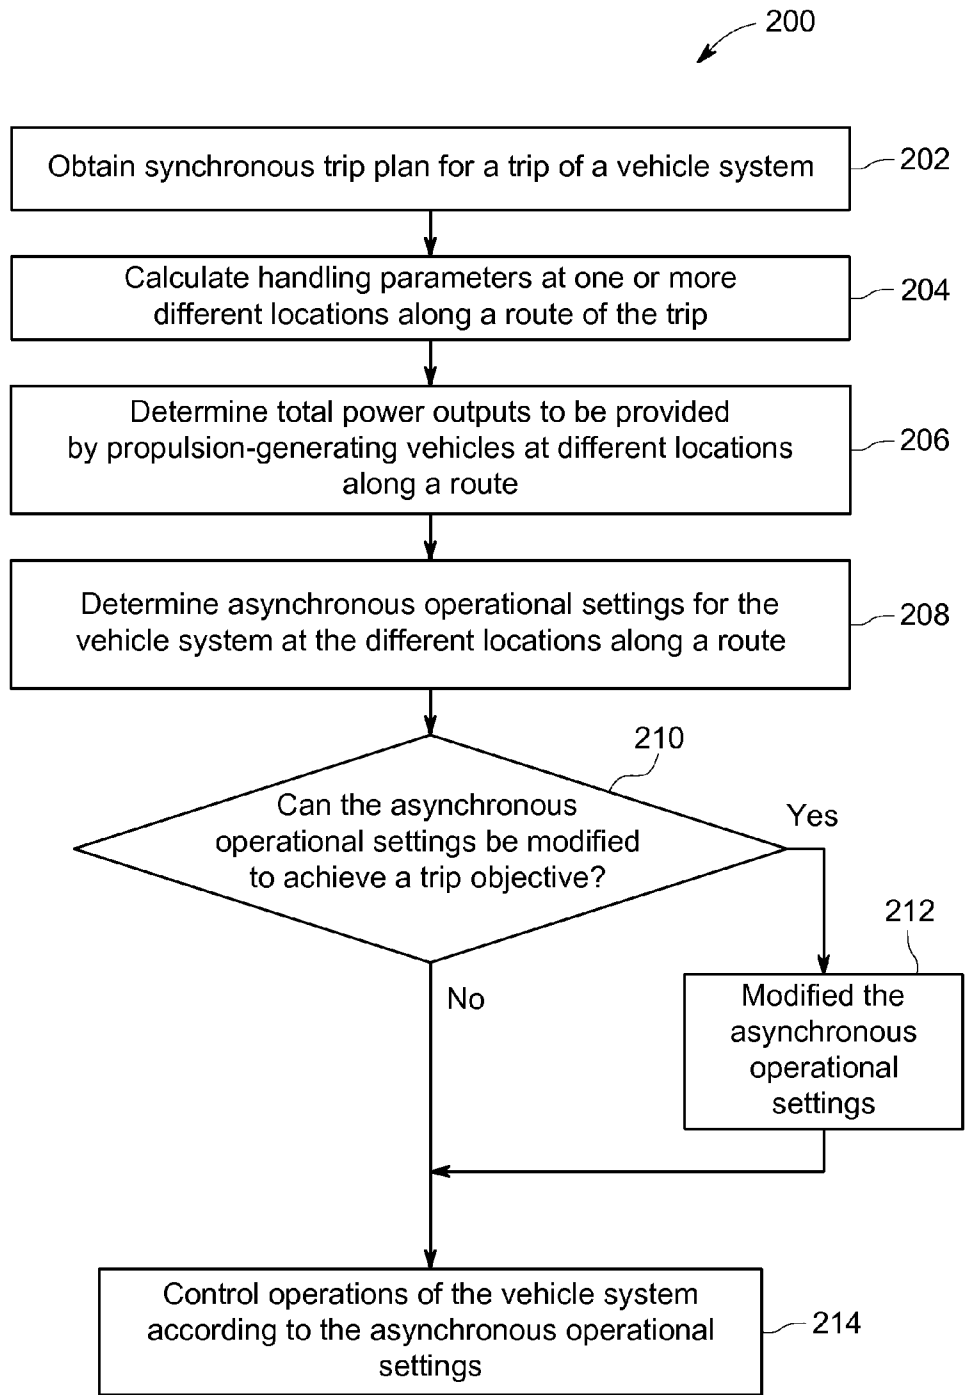 200
Obtain synchronous trip plan for a trip of a vehicle system
202
Calculate handling parameters at one or more
different locations along a route of the trip
204
Determine total power outputs to be provided
by propulsion-generating vehicles at different locations
along a route
206
Determine asynchronous operational settings for the
vehicle system at the different locations along a route
208
210
Can the asynchronous
operational settings be modified
to achieve a trip objective?
Yes
212
No
Modified the
asynchronous
operational
settings
Control operations of the vehicle system
according to the asynchronous operational
settings
214